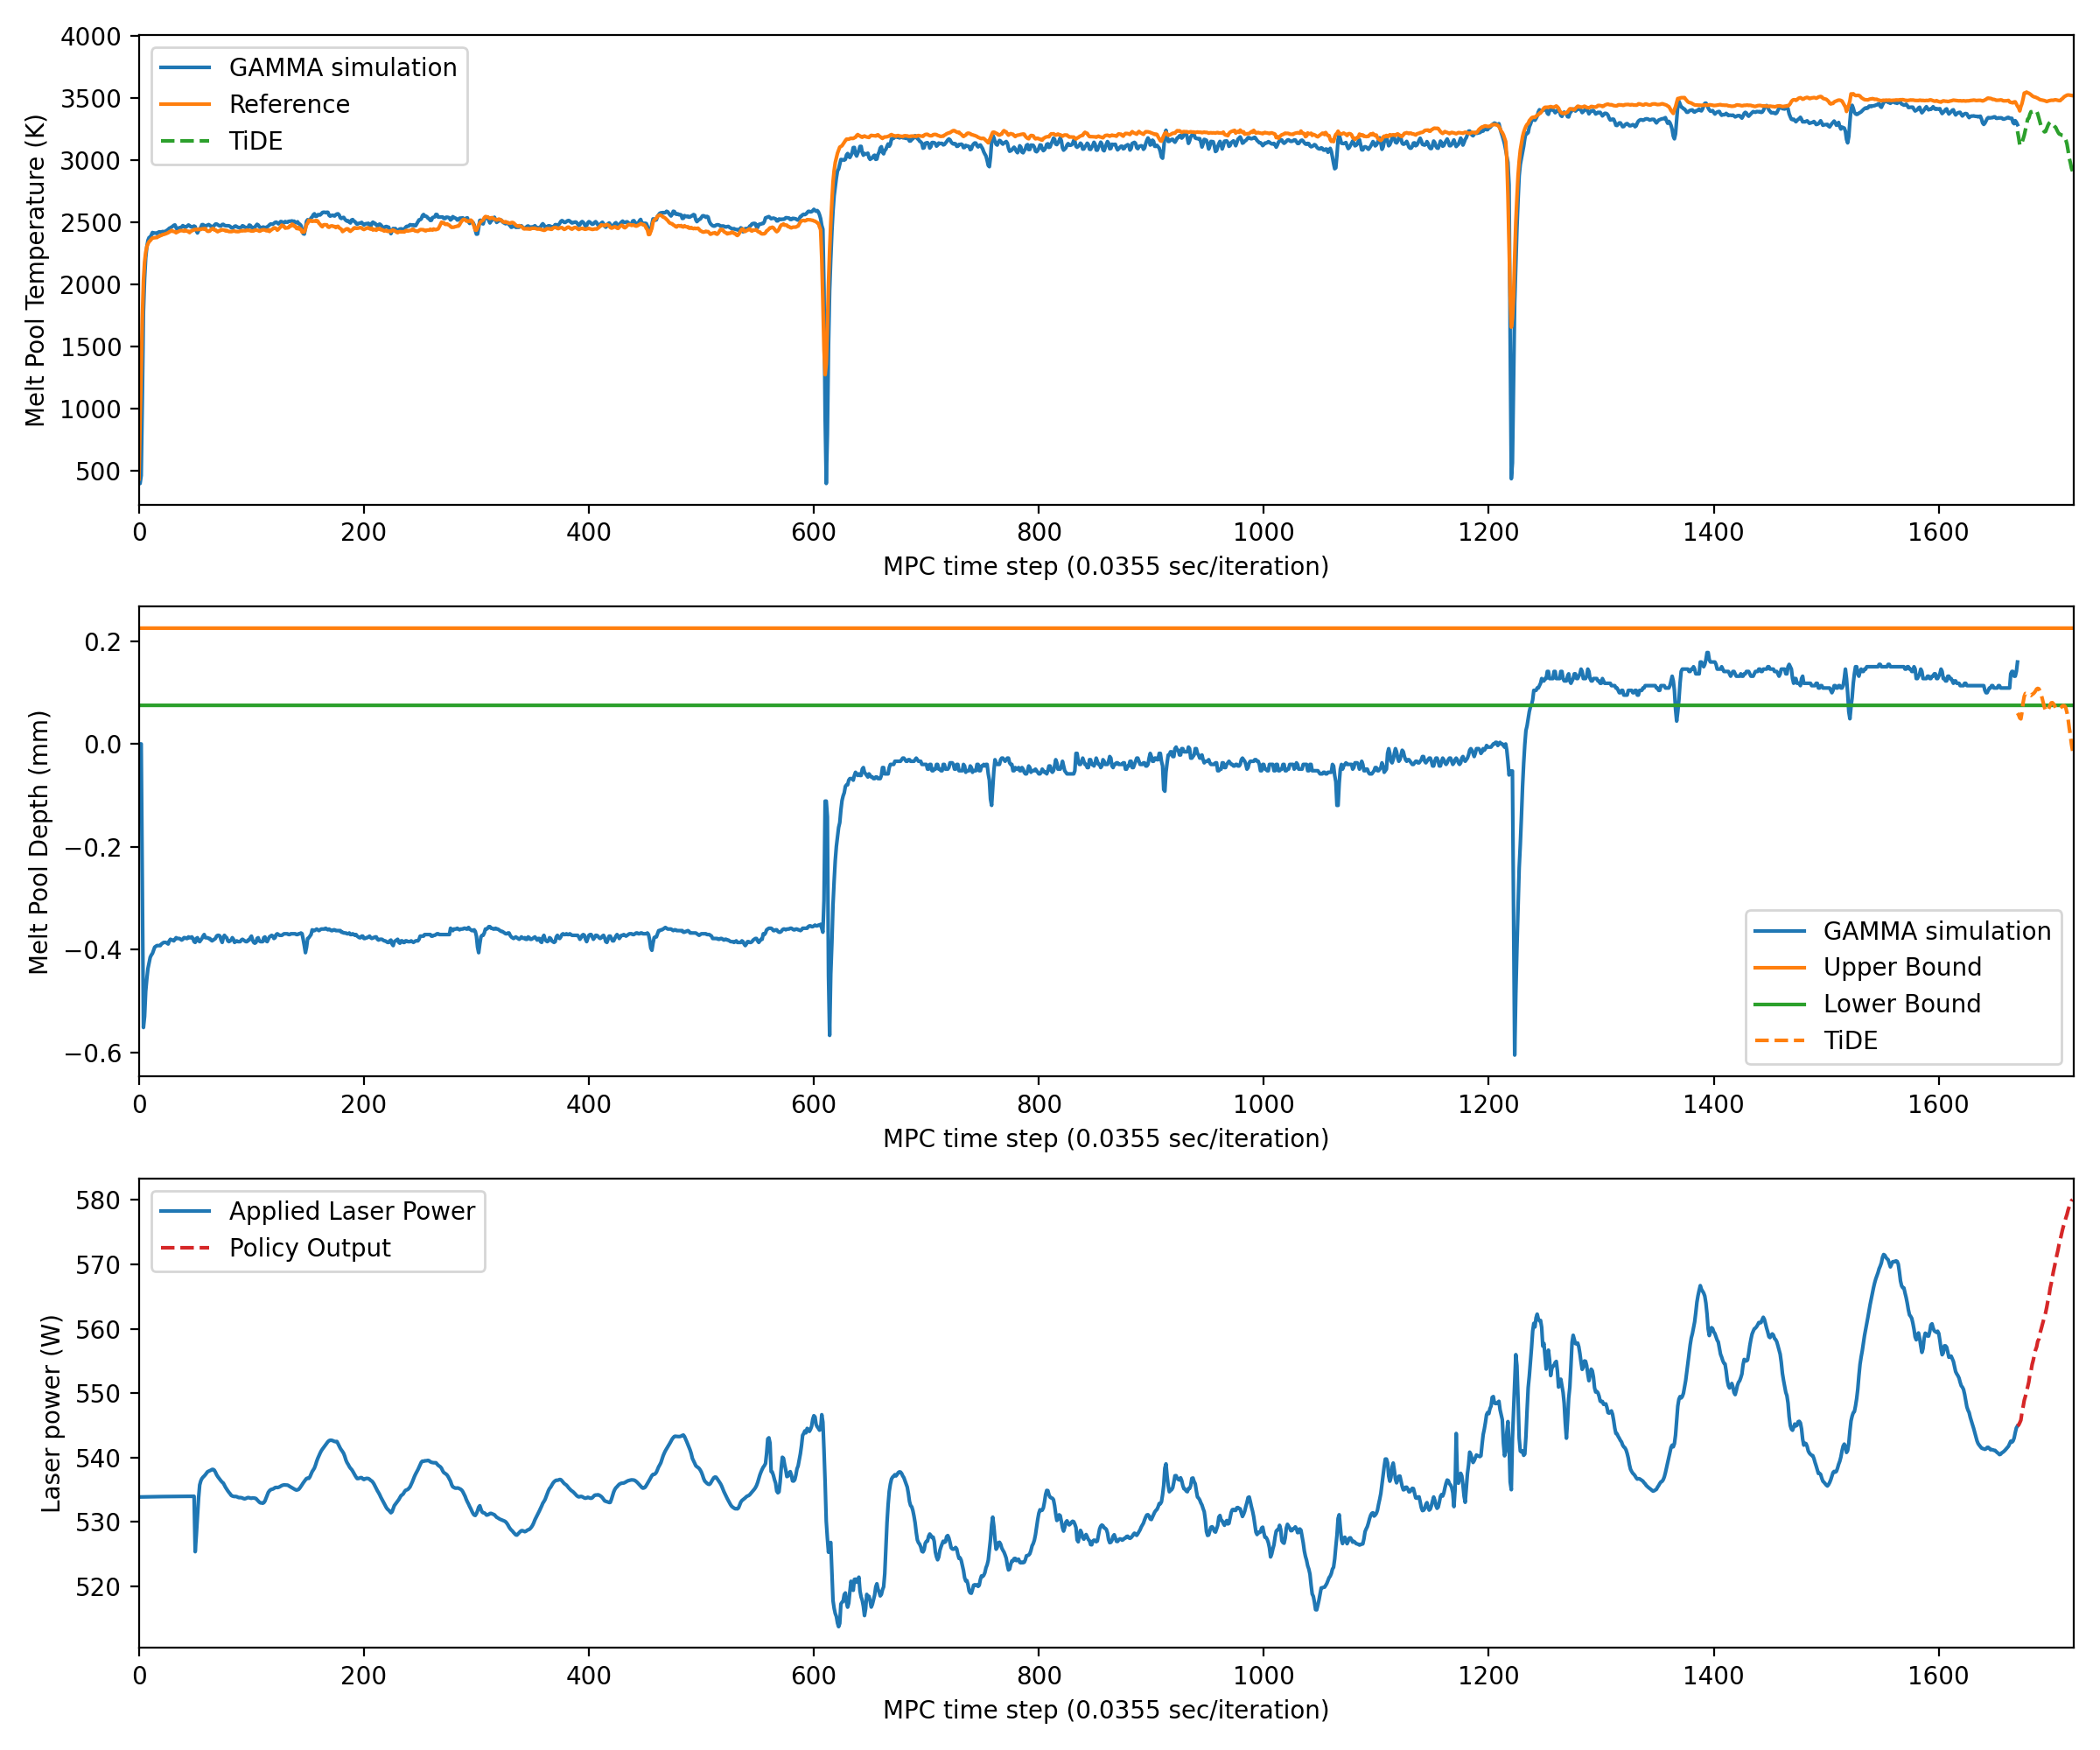 4000
3500
3000
2500
2000
1500
1000
500
Melt Pool Temperature (K)
GAMMA simulation
Reference
TiDE
0 200 400 600 800 1000 1200 1400 1600
MPC time step (0.0355 sec/iteration)
0.2
0.0
−0.2
−0.4
−0.6
Melt Pool Depth (mm)
GAMMA simulation
Upper Bound
Lower Bound
TiDE
0 200 400 600 800 1000 1200 1400 1600
MPC time step (0.0355 sec/iteration)
580
570
560
550
540
530
520
Laser power (W)
Applied Laser Power
Policy Output
0 200 400 600 800 1000 1200 1400 1600
MPC time step (0.0355 sec/iteration)